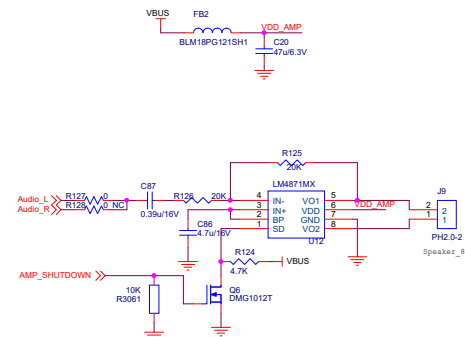 VBUS
FB2
VDD_AMP
BLM18PG121SH1
C20
47u/6.3V
R125
20K
LM4871MX
Audio_L
R127
0
C87
R126
20K
4
IN-
VO1
5
Audio_R
R128
0 NC
3
IN+
VDD
6
VDD_AMP
0.39u/16V
2
BP
GND
7
C86
4.7u/16V
1
SD
VO2
8
U12
J9
2
2
1
1
PH2.0-2
Speaker_8
R124
4.7K
VBUS
AMP_SHUTDOWN
10K
R3061
Q6
DMG1012T